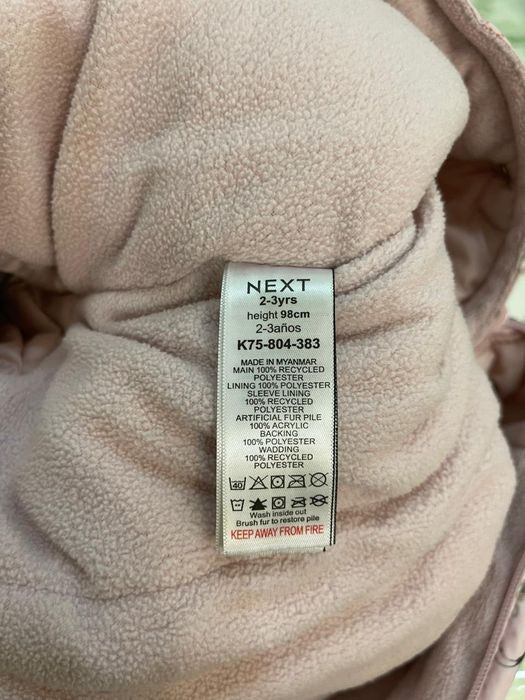 NEXT
2-3yrs
height 98cm
2-3años
K75-804-383
MADE IN MYANMAR
MAIN 100% RECYCLED
POLYESTER
LINING 100% POLYESTER
SLEEVE LINING
100% RECYCLED
POLYESTER
ARTIFICIAL FUR PILE
100% ACRYLIC
BACKING
100% POLYESTER
WADDING
100% RECYCLED
POLYESTER
40
Wash inside out
Brush fur to restore pile
KEEP AWAY FROM FIRE